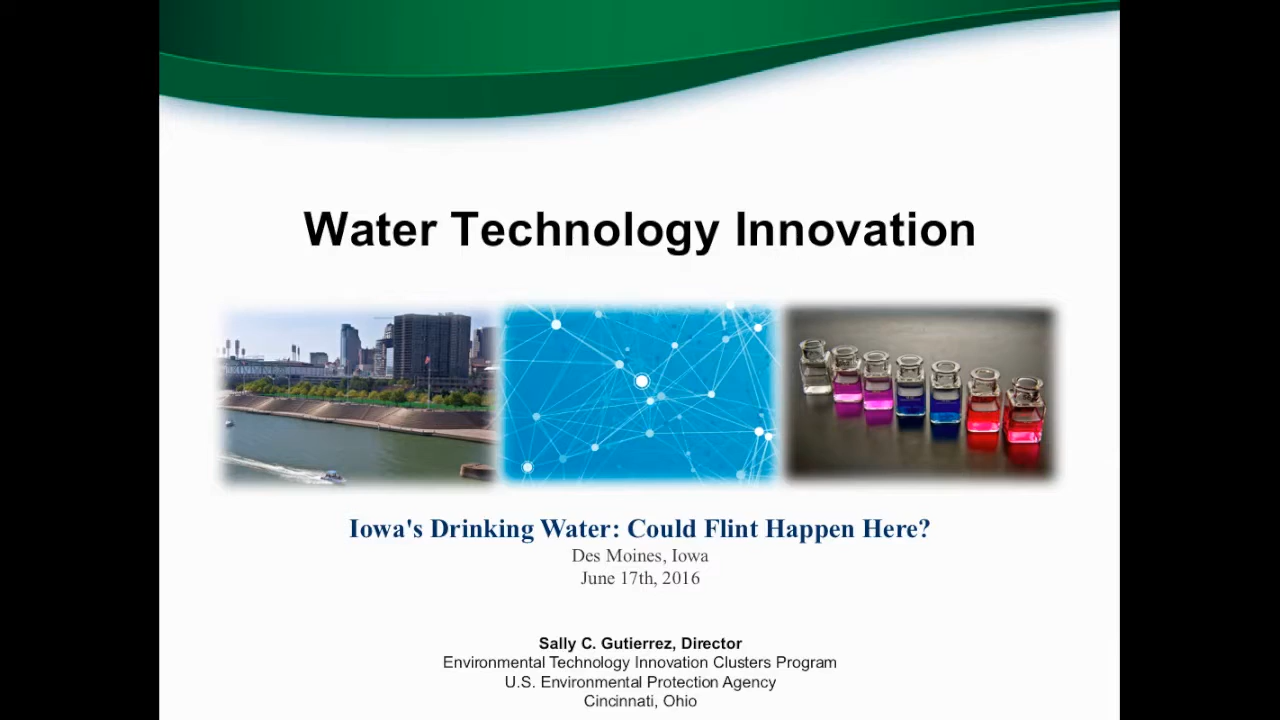 Water Technology Innovation
Iowa's Drinking Water: Could Flint Happen Here?
Des Moines, Iowa
June 17th, 2016
Sally C. Gutierrez, Director
Environmental Technology Innovation Clusters Program
U.S. Environmental Protection Agency
Cincinnati, Ohio